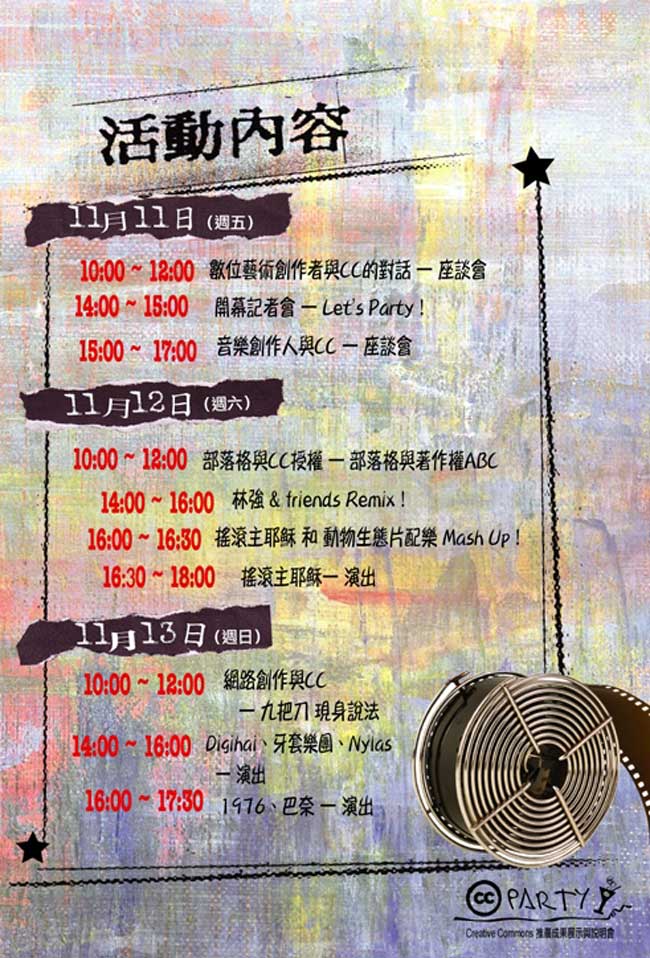 活動內容
11月11日（週五）
10:00 ~ 12:00 數位藝術創作者與CC的對話 — 座談會
14:00 ~ 15:00 開幕記者會 — Let's Party！
15:00 ~ 17:00 音樂創作人與CC — 座談會
11月12日（週六）
10:00 ~ 12:00 部落格與CC授權 — 部落格與著作權ABC
14:00 ~ 16:00 林強 & friends Remix！
16:00 ~ 16:30 搖滾主耶穌 和 動物生態片配樂 Mash Up！
16:30 ~ 18:00 搖滾主耶穌— 演出
11月13日（週日）
10:00 ~ 12:00 網路創作與CC
— 九把刀 現身說法
14:00 ~ 16:00 Digihai、牙套樂團、Nylas
— 演出
16:00 ~ 17:30 1976、巴奈 — 演出
cc PARTY
Creative Commons 推廣成果展示與說明會